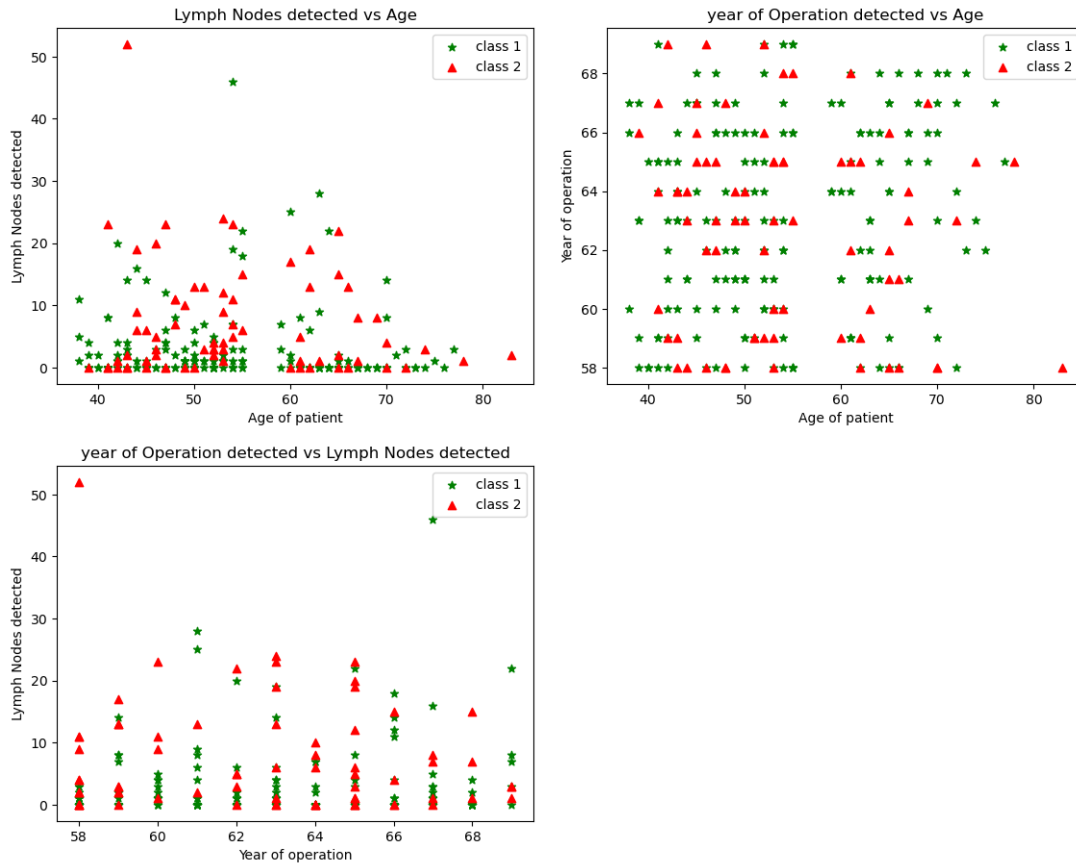 Lymph Nodes detected vs Age
Lymph Nodes detected
50
40
30
20
10
0
class 1
class 2
40
50
60
70
80
Age of patient
year of Operation detected vs Age
Year of operation
68
66
64
62
60
58
class 1
class 2
40
50
60
70
80
Age of patient
year of Operation detected vs Lymph Nodes detected
Lymph Nodes detected
50
40
30
20
10
0
class 1
class 2
58
60
62
64
66
68
Year of operation